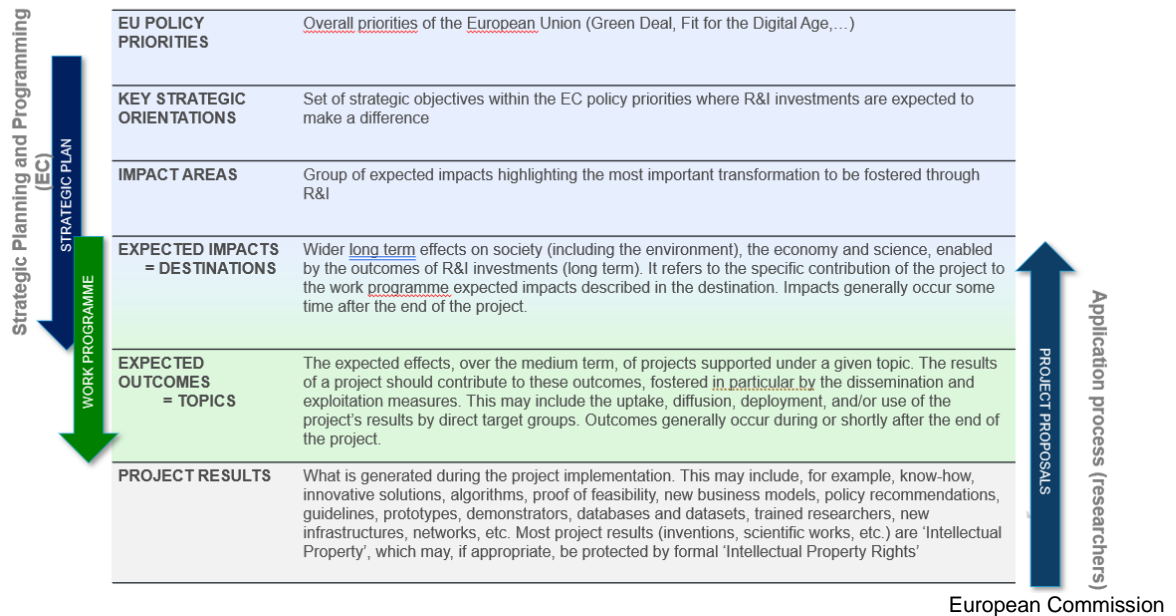 Strategic Planning and Programming
(EC)
STRATEGIC PLAN
WORK PROGRAMME
EU POLICY
PRIORITIES
Overall priorities of the European Union (Green Deal, Fit for the Digital Age,…)
KEY STRATEGIC
ORIENTATIONS
Set of strategic objectives within the EC policy priorities where R&I investments are expected to
make a difference
IMPACT AREAS
Group of expected impacts highlighting the most important transformation to be fostered through
R&I
EXPECTED IMPACTS
= DESTINATIONS
Wider long term effects on society (including the environment), the economy and science, enabled
by the outcomes of R&I investments (long term). It refers to the specific contribution of the project to
the work programme expected impacts described in the destination. Impacts generally occur some
time after the end of the project.
EXPECTED
OUTCOMES
= TOPICS
The expected effects, over the medium term, of projects supported under a given topic. The results
of a project should contribute to these outcomes, fostered in particular by the dissemination and
exploitation measures. This may include the uptake, diffusion, deployment, and/or use of the
project's results by direct target groups. Outcomes generally occur during or shortly after the end of
the project.
PROJECT RESULTS
What is generated during the project implementation. This may include, for example, know-how,
innovative solutions, algorithms, proof of feasibility, new business models, policy recommendations,
guidelines, prototypes, demonstrators, databases and datasets, trained researchers, new
infrastructures, networks, etc. Most project results (inventions, scientific works, etc.) are 'Intellectual
Property', which may, if appropriate, be protected by formal 'Intellectual Property Rights'
PROJECT PROPOSALS
Application process (researchers)
European Commission